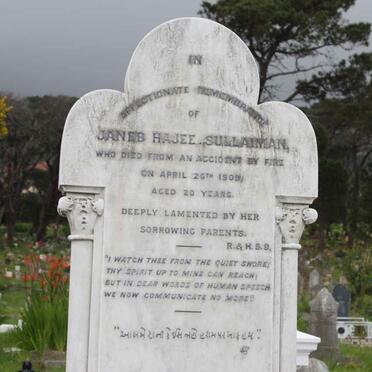 IN
AFFECTIONATE REMEMBRANCE
OF
JANEB HAJEE SULLAIMAN,
WHO DIED FROM AN ACCIDENT BY FIRE
ON APRIL 26TH 1909,
AGED 20 YEARS.
DEEPLY LAMENTED BY HER
SORROWING PARENTS.
R. & H. S. S.
"I WATCH THEE FROM THE QUIET SHORE;
THY SPIRIT UP TO MINE CAN REACH;
BUT IN DEAR WORDS OF HUMAN SPEECH
WE NOW COMMUNICATE NO MORE."